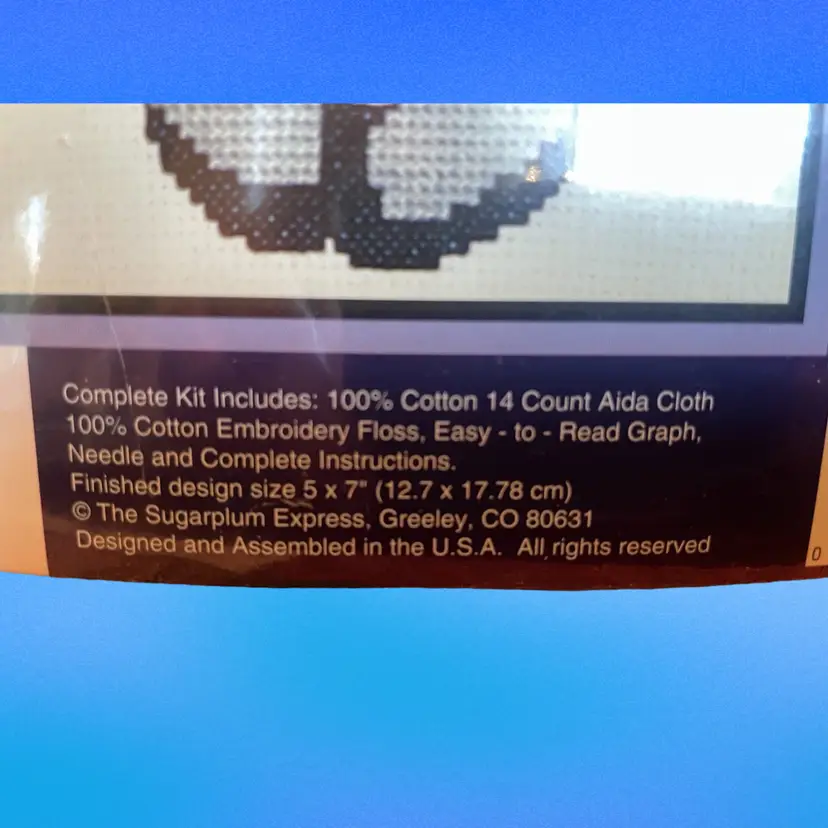 Complete Kit Includes: 100% Cotton 14 Count Aida Cloth
100% Cotton Embroidery Floss, Easy - to - Read Graph,
Needle and Complete Instructions.
Finished design size 5 x 7" (12.7 x 17.78 cm)
© The Sugarplum Express, Greeley, CO 80631
Designed and Assembled in the U.S.A. All rights reserved
0